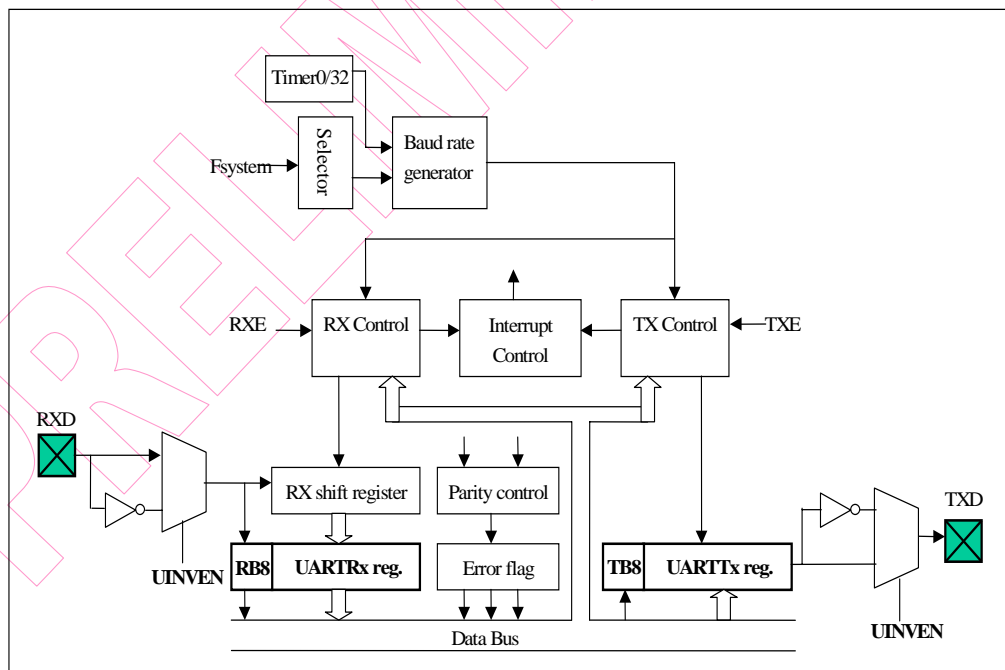 Timer0/32
Selector
Baud rate
generator
Fsystem
RXE
RX Control
Interrupt
Control
TX Control
TXE
RXD
RX shift register
Parity control
TXD
UINVEN
RB8
UARTRx reg.
Error flag
TB8
UARTTx reg.
UINVEN
Data Bus